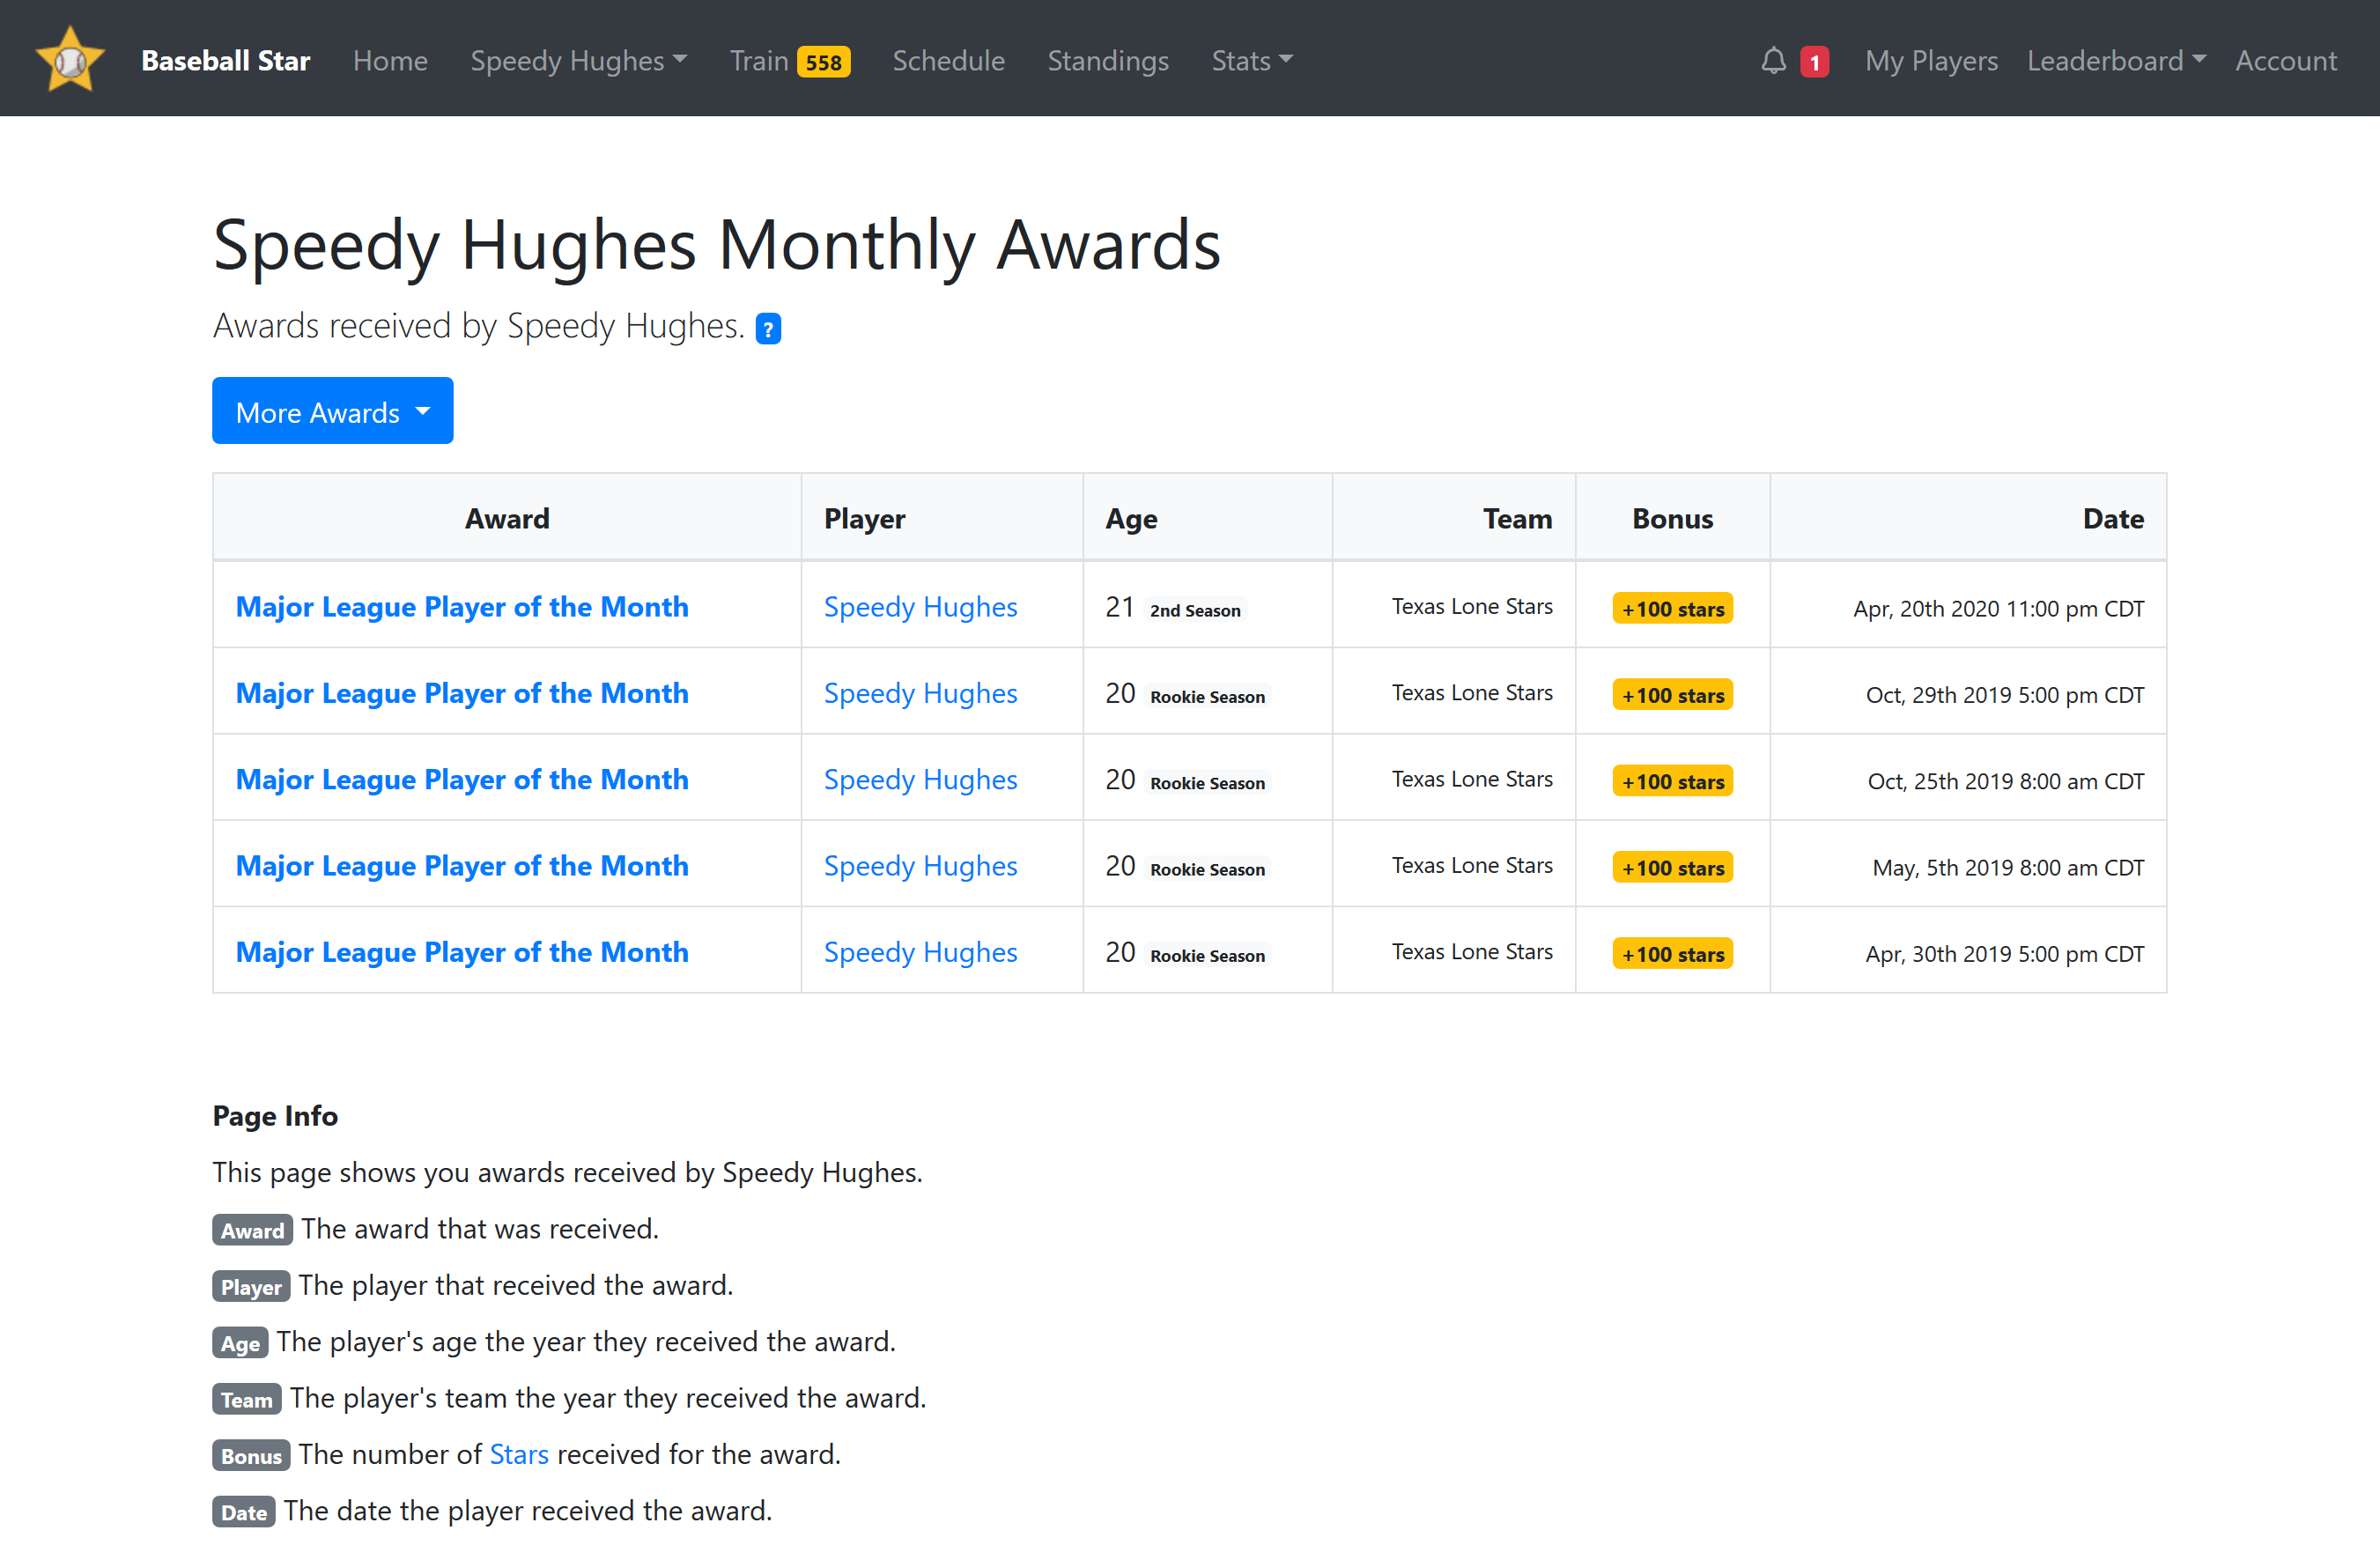 Baseball Star Home Speedy Hughes Train 558 Schedule Standings Stats 1 My Players Leaderboard Account
Speedy Hughes Monthly Awards
Awards received by Speedy Hughes. ?
More Awards
Award Player Age Team Bonus Date
Major League Player of the Month Speedy Hughes 21 2nd Season Texas Lone Stars +100 stars Apr, 20th 2020 11:00 pm CDT
Major League Player of the Month Speedy Hughes 20 Rookie Season Texas Lone Stars +100 stars Oct, 29th 2019 5:00 pm CDT
Major League Player of the Month Speedy Hughes 20 Rookie Season Texas Lone Stars +100 stars Oct, 25th 2019 8:00 am CDT
Major League Player of the Month Speedy Hughes 20 Rookie Season Texas Lone Stars +100 stars May, 5th 2019 8:00 am CDT
Major League Player of the Month Speedy Hughes 20 Rookie Season Texas Lone Stars +100 stars Apr, 30th 2019 5:00 pm CDT
Page Info
This page shows you awards received by Speedy Hughes.
Award The award that was received.
Player The player that received the award.
Age The player's age the year they received the award.
Team The player's team the year they received the award.
Bonus The number of Stars received for the award.
Date The date the player received the award.